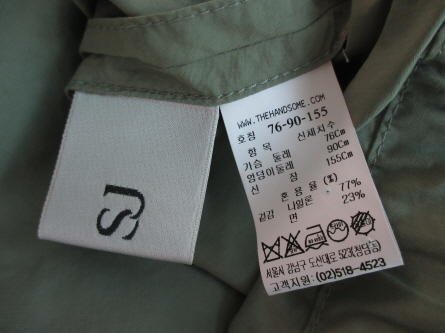 SJ
WWW.THEHANDSOME.COM
호칭 76-90-155
항 목 신체치수
가슴 둘레 76Cm
엉덩이둘레 90Cm
신 장 155Cm
혼 용 율 (%)
겉감 나일론 77%
면 23%
서울시 강남구 도산대로 523(청담동)
고객지원: (02)518-4523